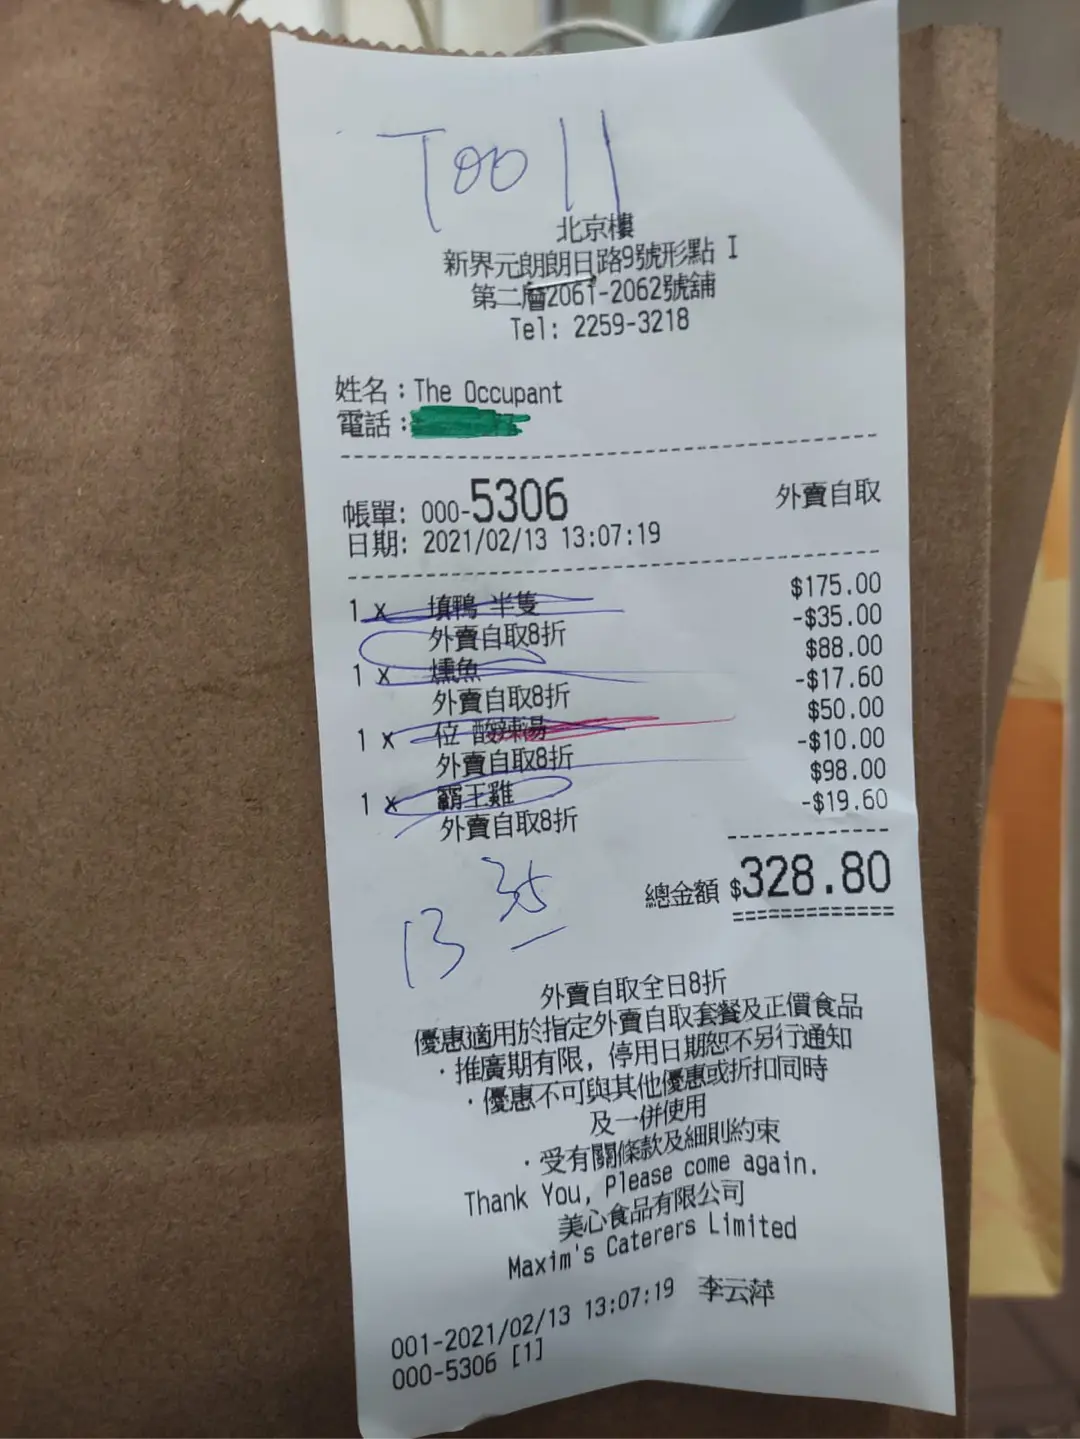 Too 11
北京樓
新界元朗朗日路9號形點 I
第二層2061-2062號舖
Tel: 2259-3218
姓名：The Occupant
電話：
帳單: 000-5306 外賣自取
日期: 2021/02/13 13:07:19
1 x 填鴨 半隻 $175.00
外賣自取8折 -$35.00
1 x 燻魚 $88.00
外賣自取8折 -$17.60
1 x 位 酸辣湯 $50.00
外賣自取8折 -$10.00
1 x 霸王雞 $98.00
外賣自取8折 -$19.60
總金額 $328.80
13 35
外賣自取全日8折
優惠適用於指定外賣自取套餐及正價食品
·推廣期有限, 停用日期恕不另行通知
·優惠不可與其他優惠或折扣同時
及一併使用
·受有關條款及細則約束
Thank You, Please come again.
美心食品有限公司
Maxim's Caterers Limited
001-2021/02/13 13:07:19 李云萍
000-5306 [1]